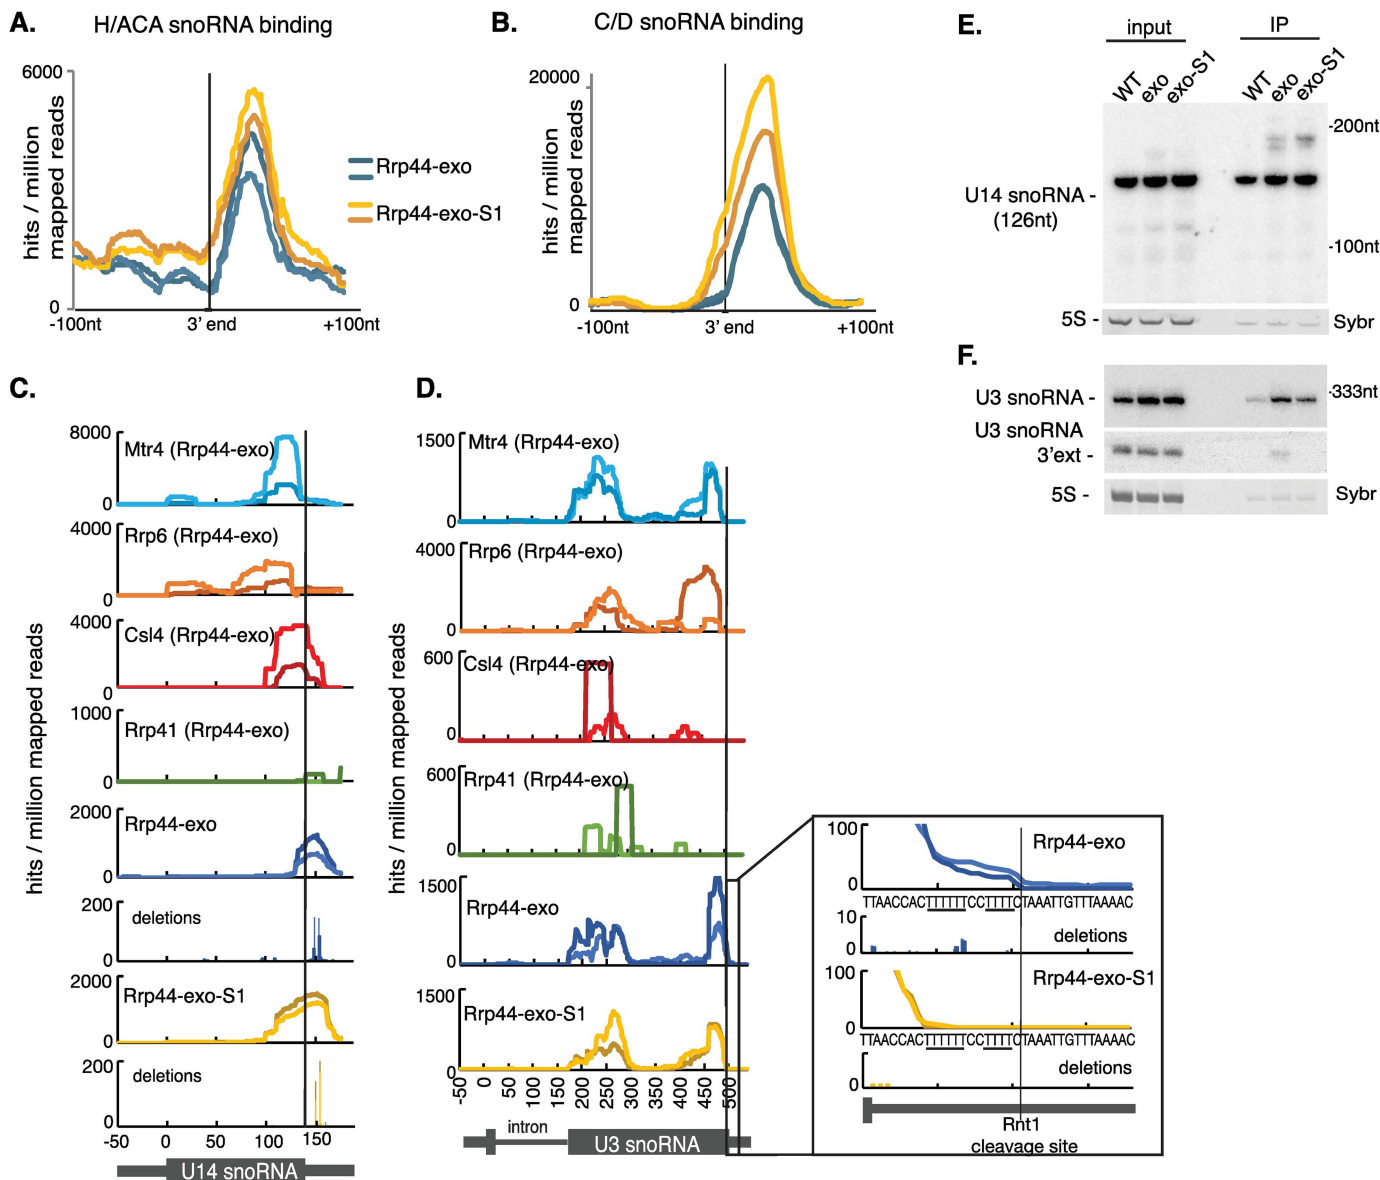 A.
H/ACA snoRNA binding
6000
0
hits / million
mapped reads
-100nt
3' end
+100nt
Rrp44-exo
Rrp44-exo-S1
B.
C/D snoRNA binding
20000
0
hits / million
mapped reads
-100nt
3' end
+100nt
E.
input
IP
WT
exo
exo-S1
WT
exo
exo-S1
-200nt
U14 snoRNA -
(126nt)
-100nt
5S -
Sybr
F.
U3 snoRNA -
-333nt
U3 snoRNA
3'ext -
5S -
Sybr
C.
hits / million mapped reads
8000
Mtr4 (Rrp44-exo)
0
4000
Rrp6 (Rrp44-exo)
0
4000
Csl4 (Rrp44-exo)
0
1000
Rrp41 (Rrp44-exo)
0
2000
Rrp44-exo
0
200
deletions
0
2000
Rrp44-exo-S1
0
200
deletions
0
-50 0 50 100 150
U14 snoRNA
D.
hits / million mapped reads
1500
Mtr4 (Rrp44-exo)
0
4000
Rrp6 (Rrp44-exo)
0
600
Csl4 (Rrp44-exo)
0
600
Rrp41 (Rrp44-exo)
0
1500
Rrp44-exo
0
1500
Rrp44-exo-S1
0
-50 0 50 100 150 200 250 300 350 400 450 500
intron
U3 snoRNA
100
Rrp44-exo
0
TTAACCACTTTTTTCCTTTTCTAAATTGTTTAAAAC
10
deletions
0
100
Rrp44-exo-S1
0
TTAACCACTTTTTTCCTTTTCTAAATTGTTTAAAAC
deletions
0
Rnt1
cleavage site